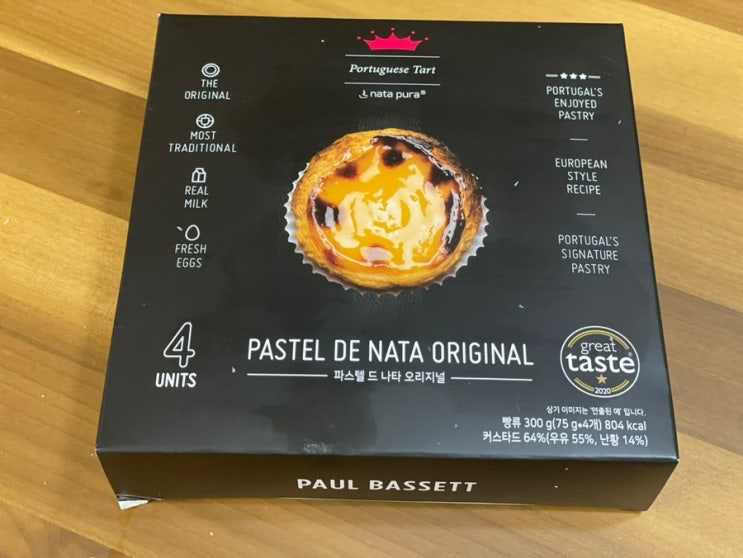 Portuguese Tart
nata pura®
THE
ORIGINAL
MOST
TRADITIONAL
REAL
MILK
FRESH
EGGS
PORTUGAL'S
ENJOYED
PASTRY
EUROPEAN
STYLE
RECIPE
PORTUGAL'S
SIGNATURE
PASTRY
4
UNITS
PASTEL DE NATA ORIGINAL
파스텔 드 나타 오리지널
great
taste®
2020
상기 이미지는 '연출된 예' 입니다.
빵류 300 g(75 g*4개) 804 kcal
커스타드 64%(우유 55%, 난황 14%)
PAUL BASSETT